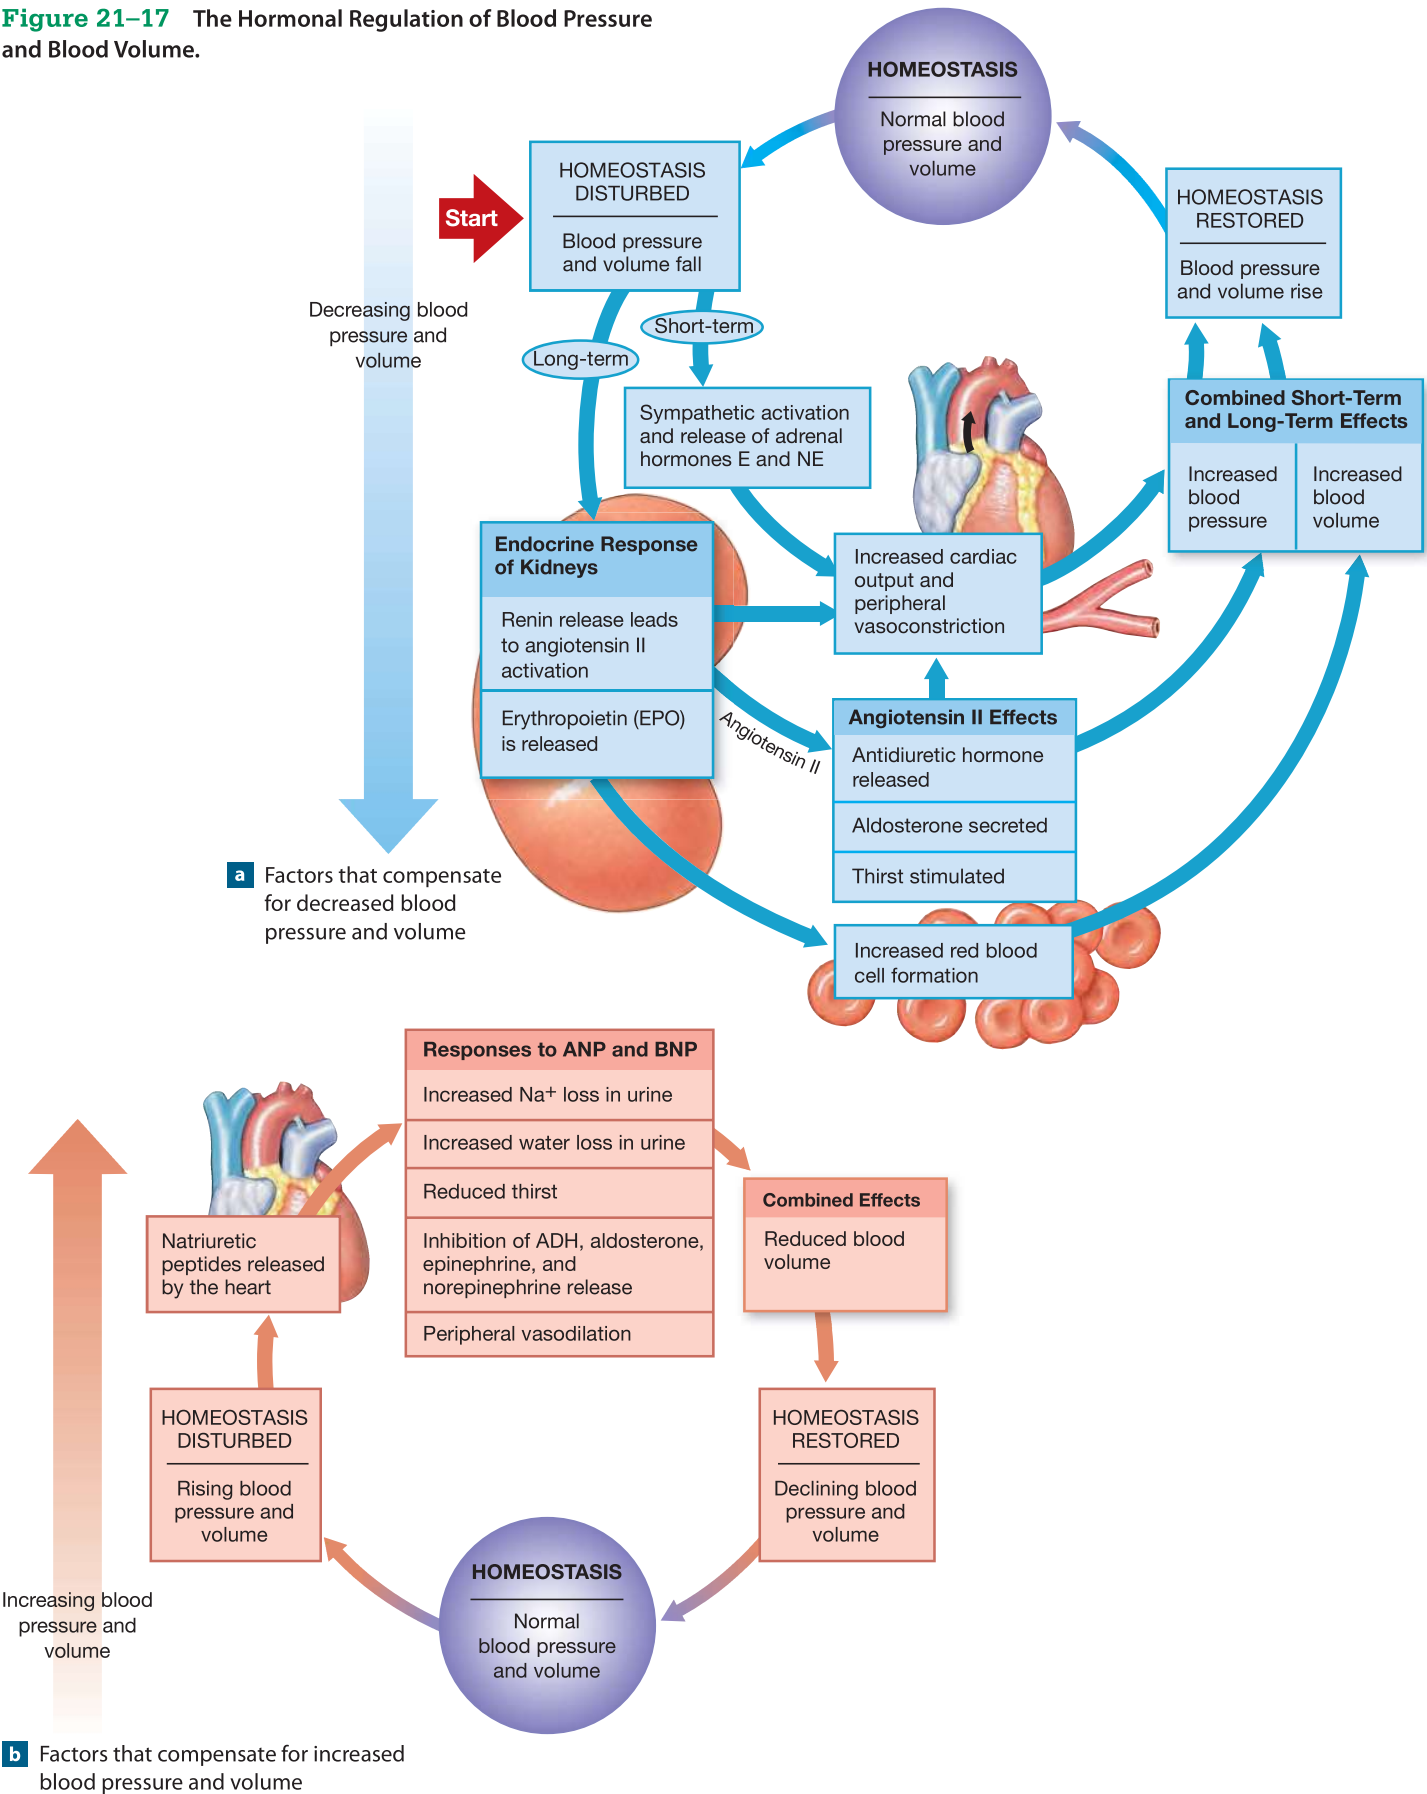 Figure 21–17 The Hormonal Regulation of Blood Pressure
and Blood Volume.
HOMEOSTASIS
Normal blood
pressure and
volume
HOMEOSTASIS
DISTURBED
Blood pressure
and volume fall
Start
HOMEOSTASIS
RESTORED
Blood pressure
and volume rise
Decreasing blood
pressure and
volume
Short-term
Long-term
Sympathetic activation
and release of adrenal
hormones E and NE
Combined Short-Term
and Long-Term Effects
Increased
blood
pressure
Increased
blood
volume
Endocrine Response
of Kidneys
Renin release leads
to angiotensin II
activation
Erythropoietin (EPO)
is released
Increased cardiac
output and
peripheral
vasoconstriction
Angiotensin II
Angiotensin II Effects
Antidiuretic hormone
released
Aldosterone secreted
Thirst stimulated
Increased red blood
cell formation
a Factors that compensate
for decreased blood
pressure and volume
Responses to ANP and BNP
Increased Na+ loss in urine
Increased water loss in urine
Reduced thirst
Inhibition of ADH, aldosterone,
epinephrine, and
norepinephrine release
Peripheral vasodilation
Natriuretic
peptides released
by the heart
Combined Effects
Reduced blood
volume
HOMEOSTASIS
DISTURBED
Rising blood
pressure and
volume
HOMEOSTASIS
RESTORED
Declining blood
pressure and
volume
HOMEOSTASIS
Normal
blood pressure
and volume
Increasing blood
pressure and
volume
b Factors that compensate for increased
blood pressure and volume